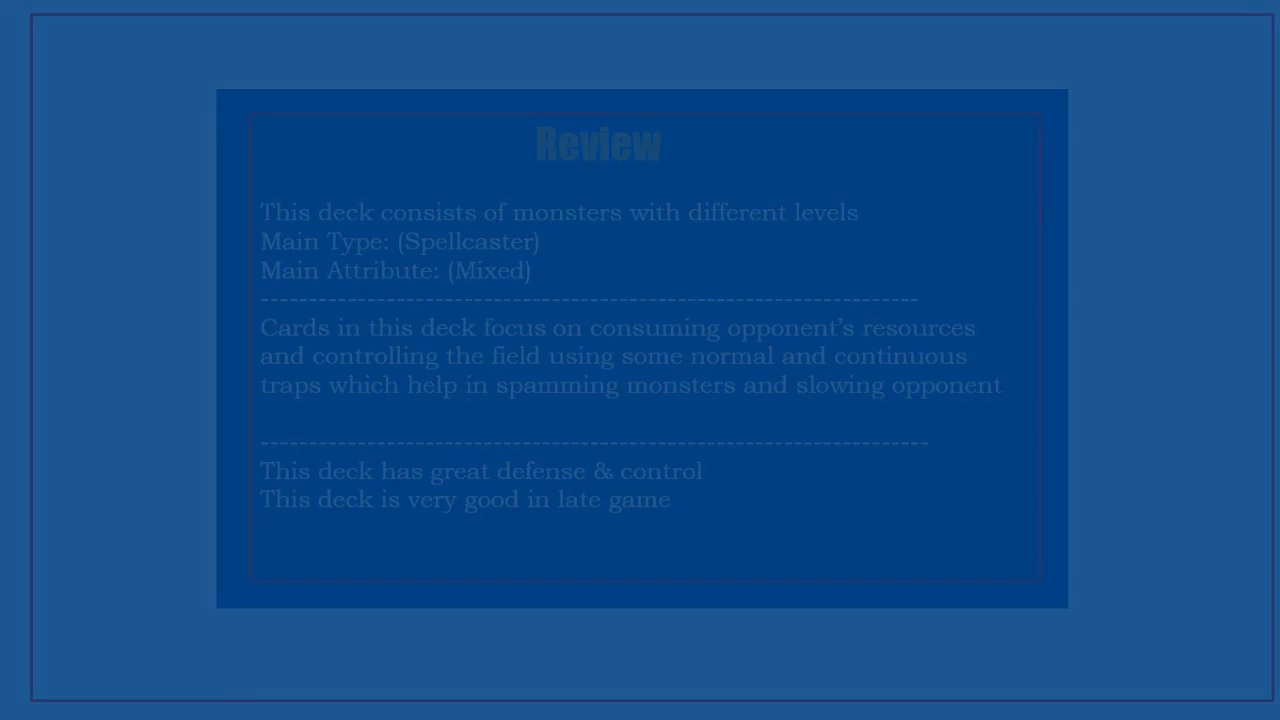 Review
This deck consists of monsters with different levels
Main Type: (Spellcaster)
Main Attribute: (Mixed)
--------------------------------------------------------------------
Cards in this deck focus on consuming opponent’s resources
and controlling the field using some normal and continuous
traps which help in spamming monsters and slowing opponent
---------------------------------------------------------------------
This deck has great defense & control
This deck is very good in late game